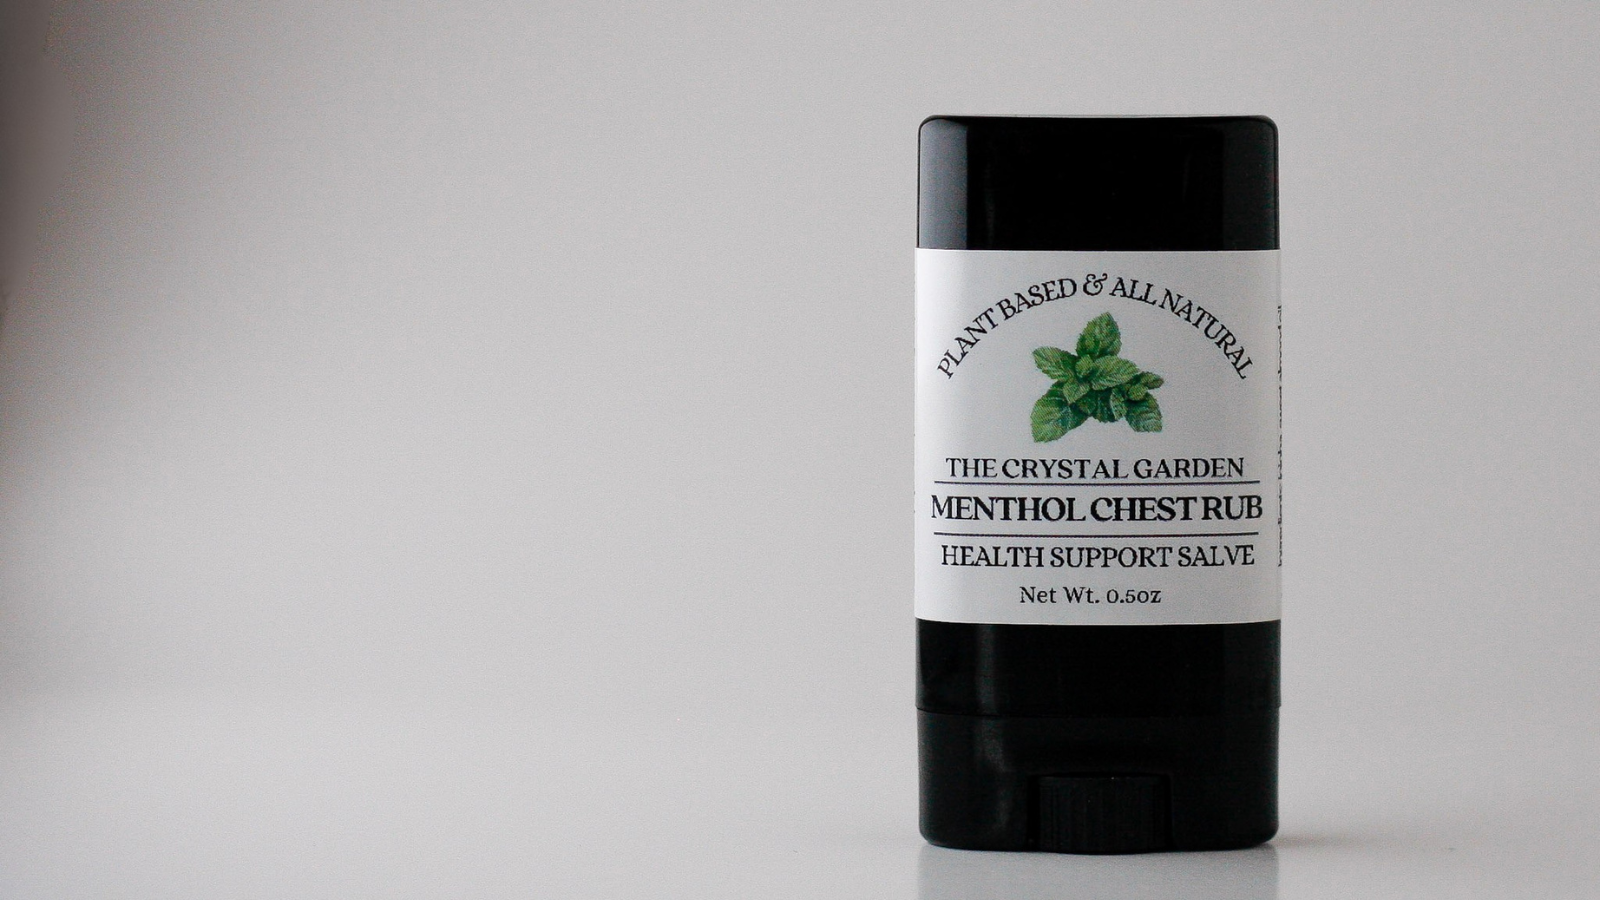 PLANT BASED & ALL NATURAL
THE CRYSTAL GARDEN
MENTHOL CHEST RUB
HEALTH SUPPORT SALVE
Net Wt. 0.5oz